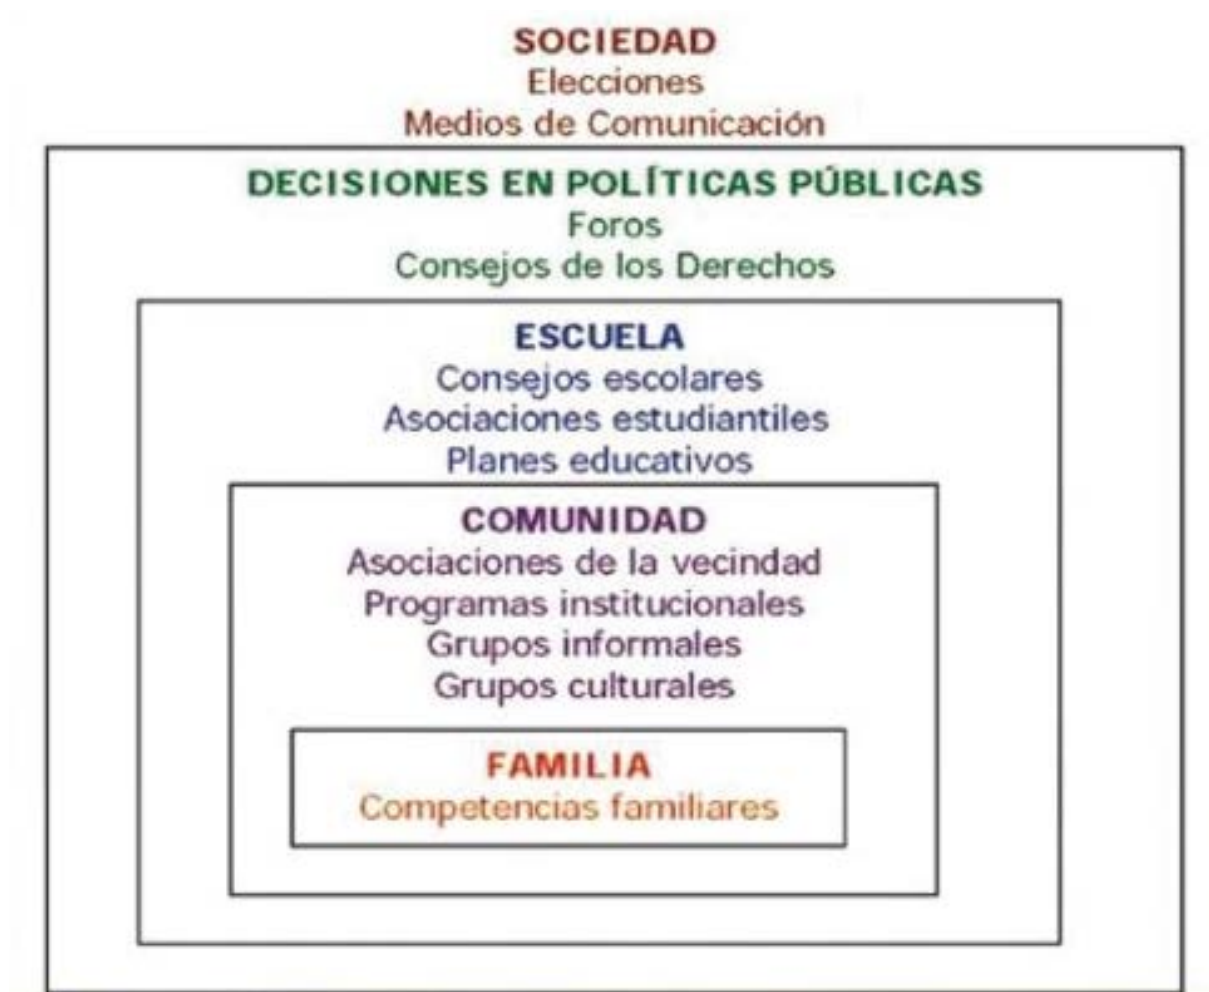 SOCIEDAD
Elecciones
Medios de Comunicación
DECISIONES EN POLÍTICAS PÚBLICAS
Foros
Consejos de los Derechos
ESCUELA
Consejos escolares
Asociaciones estudiantiles
Planes educativos
COMUNIDAD
Asociaciones de la vecindad
Programas institucionales
Grupos informales
Grupos culturales
FAMILIA
Competencias familiares